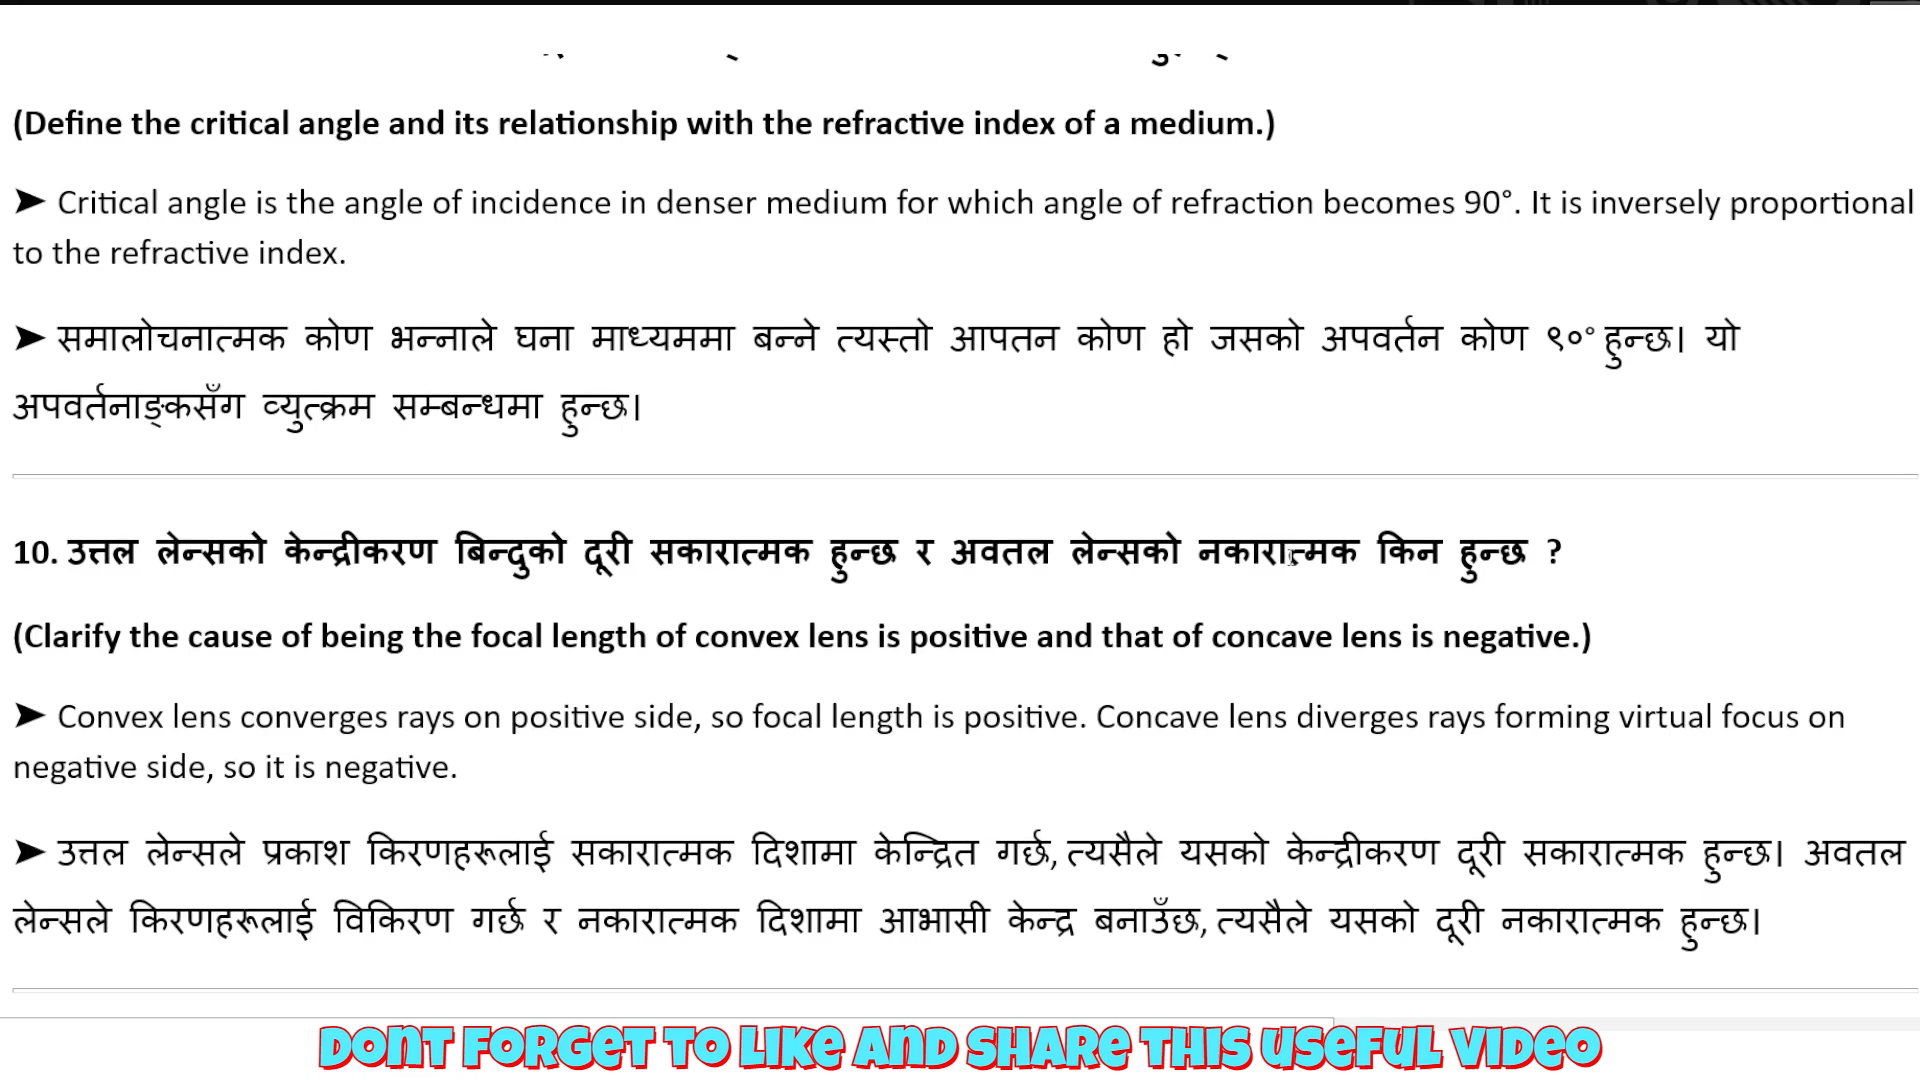 (Define the critical angle and its relationship with the refractive index of a medium.)
➤ Critical angle is the angle of incidence in denser medium for which angle of refraction becomes 90°. It is inversely proportional
to the refractive index.
➤ समालोचनात्मक कोण भन्नाले घना माध्यममा बन्ने त्यस्तो आपतन कोण हो जसको अपवर्तन कोण ९०° हुन्छ। यो
अपवर्तनाङ्कसँग व्युत्क्रम सम्बन्धमा हुन्छ।
10. उत्तल लेन्सको केन्द्रीकरण बिन्दुको दूरी सकारात्मक हुन्छ र अवतल लेन्सको नकारात्मक किन हुन्छ ?
(Clarify the cause of being the focal length of convex lens is positive and that of concave lens is negative.)
➤ Convex lens converges rays on positive side, so focal length is positive. Concave lens diverges rays forming virtual focus on
negative side, so it is negative.
➤ उत्तल लेन्सले प्रकाश किरणहरूलाई सकारात्मक दिशामा केन्द्रित गर्छ, त्यसैले यसको केन्द्रीकरण दूरी सकारात्मक हुन्छ। अवतल
लेन्सले किरणहरूलाई विकिरण गर्छ र नकारात्मक दिशामा आभासी केन्द्र बनाउँछ, त्यसैले यसको दूरी नकारात्मक हुन्छ।
DONT FORGET TO LIKE AND SHARE THIS USEFUL VIDEO